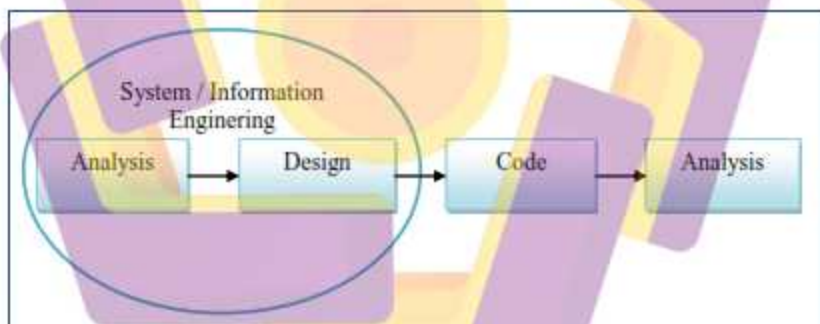 System / Information
Enginering
Analysis
Design
Code
Analysis